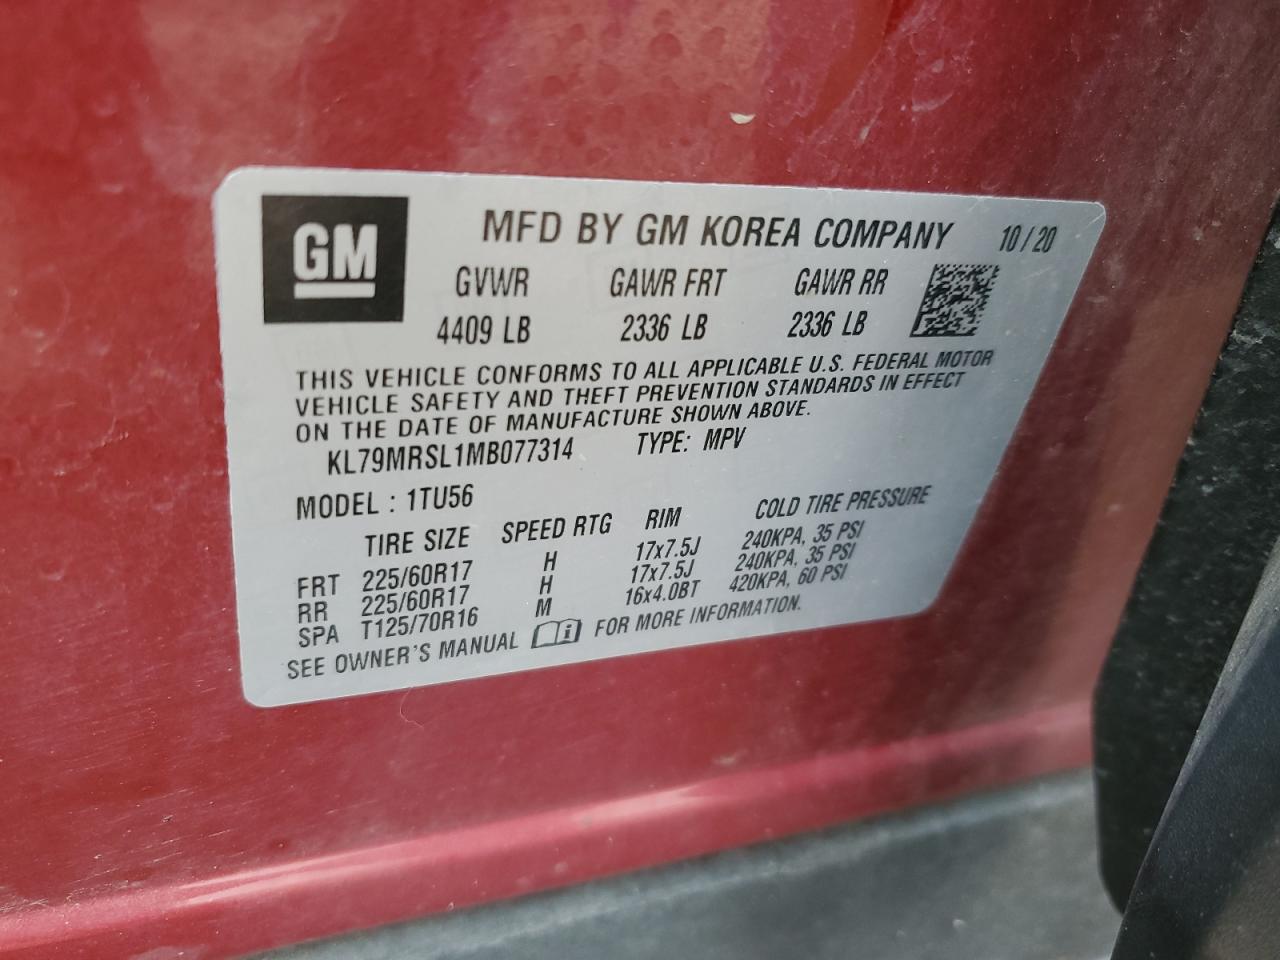 GM
MFD BY GM KOREA COMPANY 10/20
GVWR GAWR FRT GAWR RR
4409 LB 2336 LB 2336 LB
THIS VEHICLE CONFORMS TO ALL APPLICABLE U.S. FEDERAL MOTOR
VEHICLE SAFETY AND THEFT PREVENTION STANDARDS IN EFFECT
ON THE DATE OF MANUFACTURE SHOWN ABOVE.
KL79MRSL1MB077314 TYPE: MPV
MODEL : 1TU56
TIRE SIZE SPEED RTG RIM COLD TIRE PRESSURE
FRT 225/60R17 H 17x7.5J 240KPA, 35 PSI
RR 225/60R17 H 17x7.5J 240KPA, 35 PSI
SPA T125/70R16 M 16x4.0BT 420KPA, 60 PSI
SEE OWNER'S MANUAL i FOR MORE INFORMATION.